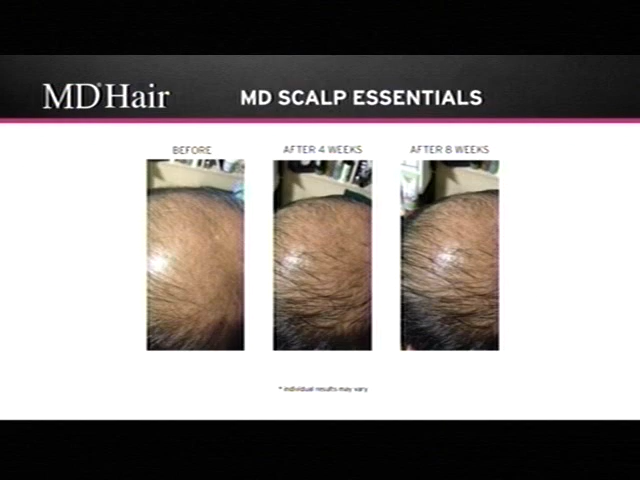 MD Hair
MD SCALP ESSENTIALS
BEFORE
AFTER 4 WEEKS
AFTER 8 WEEKS
* individual results may vary